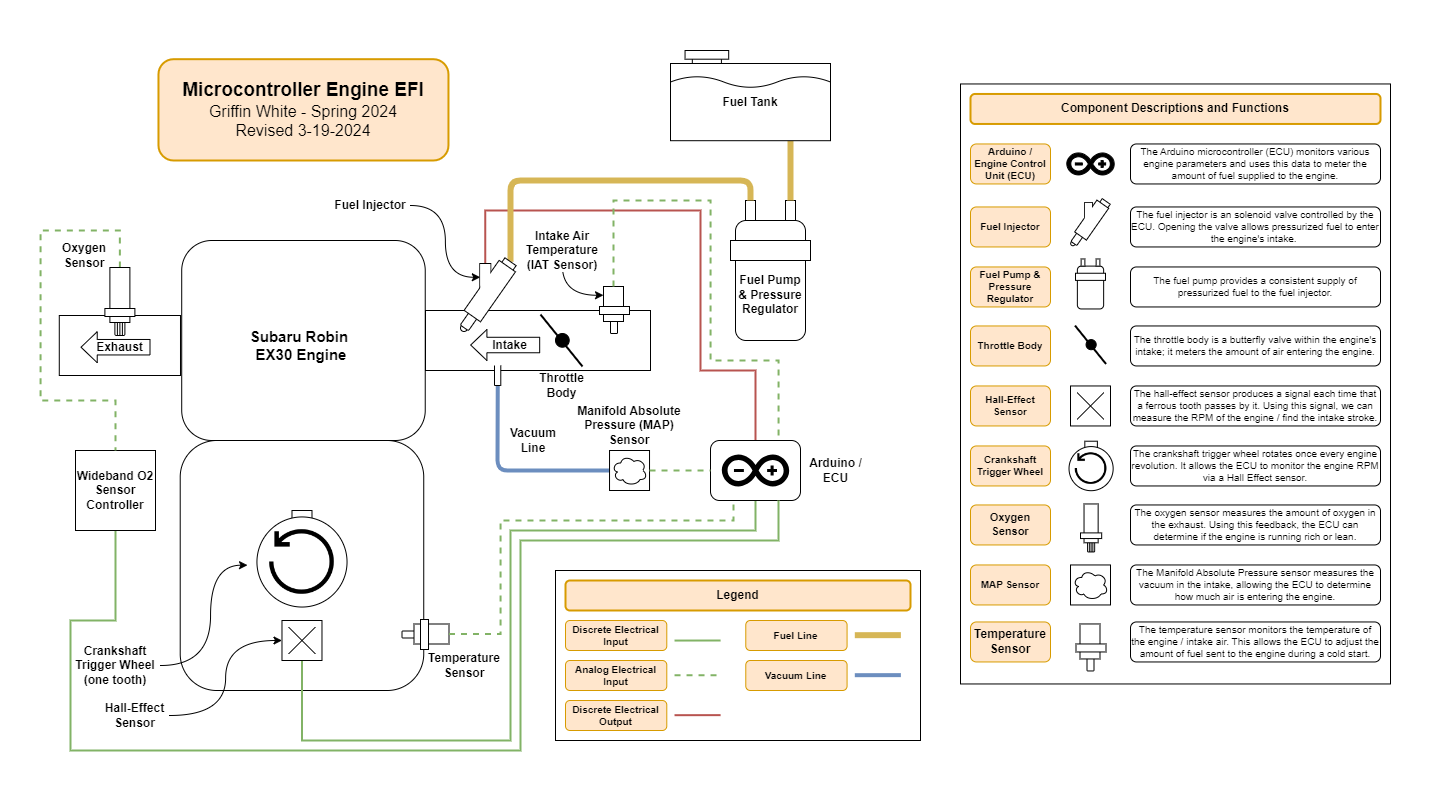 Microcontroller Engine EFI
Griffin White - Spring 2024
Revised 3-19-2024
Fuel Tank
Fuel Injector
Oxygen
Sensor
Intake Air
Temperature
(IAT Sensor)
Fuel Pump
& Pressure
Regulator
Subaru Robin
EX30 Engine
Exhaust
Intake
Throttle
Body
Manifold Absolute
Pressure (MAP)
Sensor
Vacuum
Line
Arduino /
ECU
Wideband O2
Sensor
Controller
Crankshaft
Trigger Wheel
(one tooth)
Hall-Effect
Sensor
Temperature
Sensor
Legend
Discrete Electrical
Input
Fuel Line
Analog Electrical
Input
Vacuum Line
Discrete Electrical
Output
Component Descriptions and Functions
Arduino /
Engine Control
Unit (ECU)
The Arduino microcontroller (ECU) monitors various
engine parameters and uses this data to meter the
amount of fuel supplied to the engine.
Fuel Injector
The fuel injector is an solenoid valve controlled by the
ECU. Opening the valve allows pressurized fuel to enter
the engine's intake.
Fuel Pump &
Pressure
Regulator
The fuel pump provides a consistent supply of
pressurized fuel to the fuel injector.
Throttle Body
The throttle body is a butterfly valve within the engine's
intake; it meters the amount of air entering the engine.
Hall-Effect
Sensor
The hall-effect sensor produces a signal each time that
a ferrous tooth passes by it. Using this signal, we can
measure the RPM of the engine / find the intake stroke.
Crankshaft
Trigger Wheel
The crankshaft trigger wheel rotates once every engine
revolution. It allows the ECU to monitor the engine RPM
via a Hall Effect sensor.
Oxygen
Sensor
The oxygen sensor measures the amount of oxygen in
the exhaust. Using this feedback, the ECU can
determine if the engine is running rich or lean.
MAP Sensor
The Manifold Absolute Pressure sensor measures the
vacuum in the intake, allowing the ECU to determine
how much air is entering the engine.
Temperature
Sensor
The temperature sensor monitors the temperature of
the engine / intake air. This allows the ECU to adjust the
amount of fuel sent to the engine during a cold start.